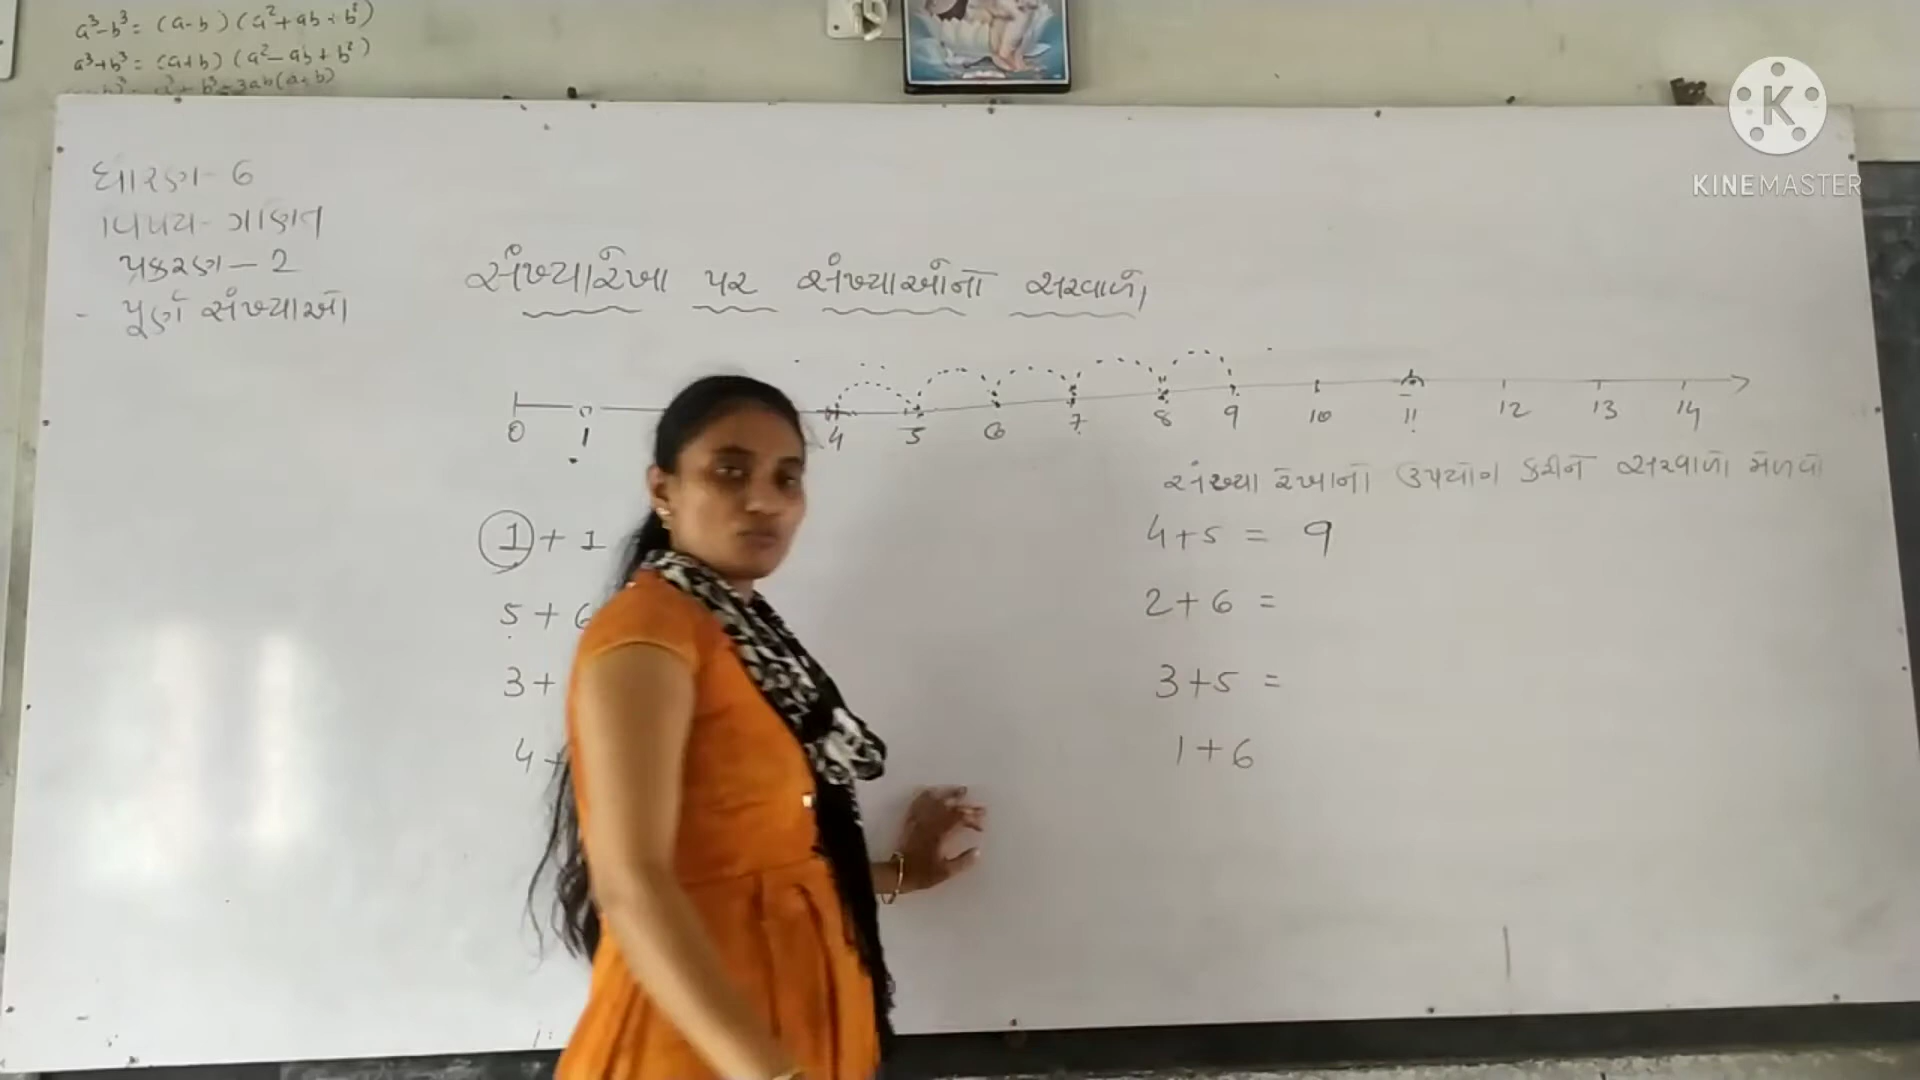 a³-b³ = (a-b) (a²+ab+b²)
a³+b³ = (a+b) (a²-ab+b²)
KINEMASTER
ધોરણ - 6
વિષય - ગણિત
પ્રકરણ - 2
- પૂર્ણ સંખ્યાઓ
સંખ્યારેખા પર સંખ્યાઓનો સરવાળો
0 1 4 5 6 7 8 9 10 11 12 13 14
સંખ્યા રેખાનો ઉપયોગ કરીને સરવાળો મેળવો
1 + 1
5 + 6
3 +
4 +
4+5 = 9
2+6 =
3+5 =
1+6